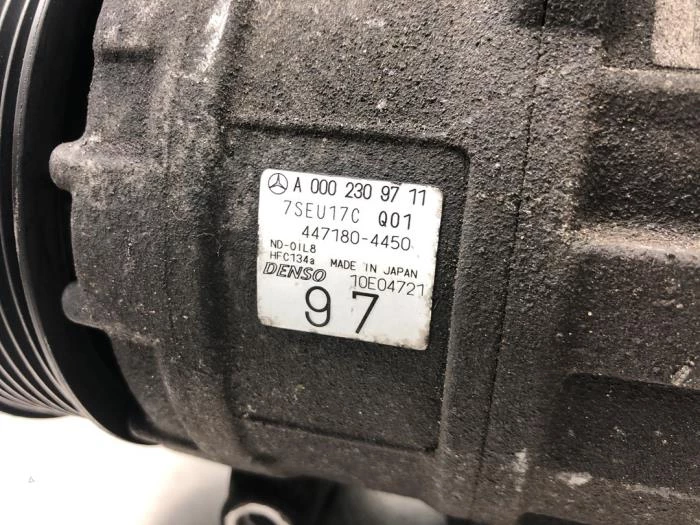 A 000 230 97 11
7SEU17C Q01
447180-4450
ND-OIL8
HFC134a MADE IN JAPAN
DENSO 10E04721
97